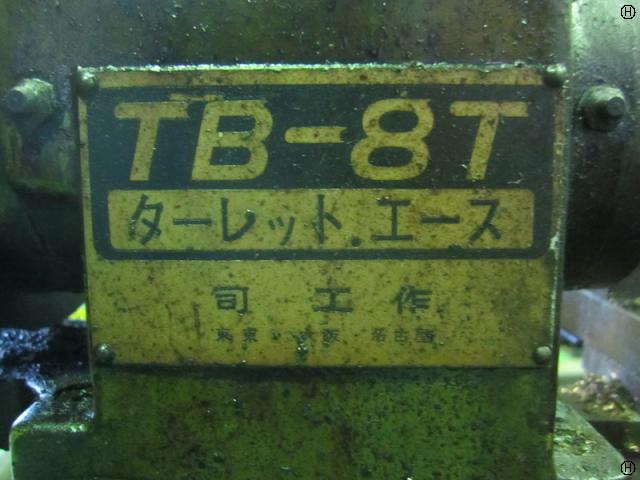 TB-8T
ターレット エース
司 工 作
東京 大阪 名古屋
H
H